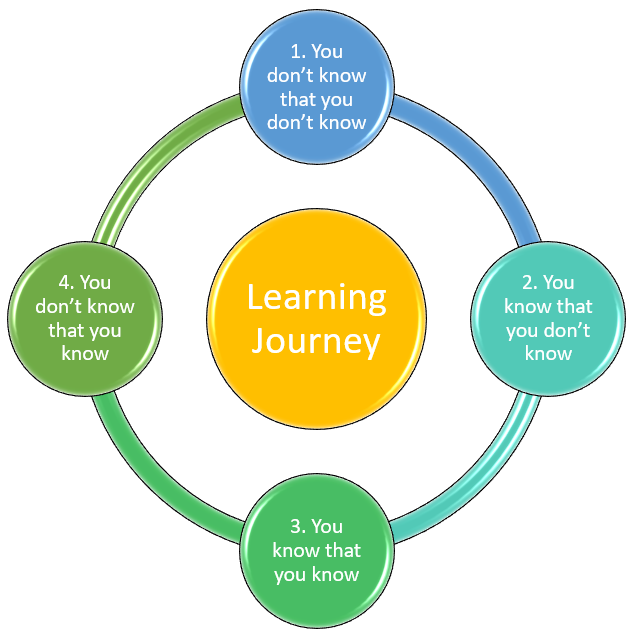 1. You
don’t know
that you
don’t know
2. You
know that
you don’t
know
3. You
know that
you know
4. You
don’t know
that you
know
Learning
Journey